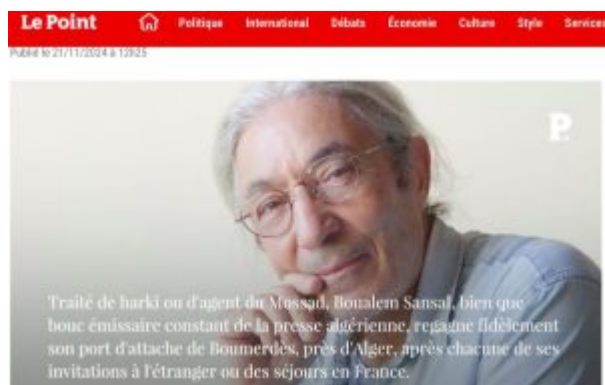 Le Point Politique International Débats Économie Culture Style Services
Publié le 21/11/2024 à 12h25
P.
Traité de harki ou d'agent du Mossad, Boualem Sansal, bien que
bouc émissaire constant de la presse algérienne, regagne fidèlement
son port d'attache de Boumerdès, près d'Alger, après chacune de ses
invitations à l'étranger ou des séjours en France.